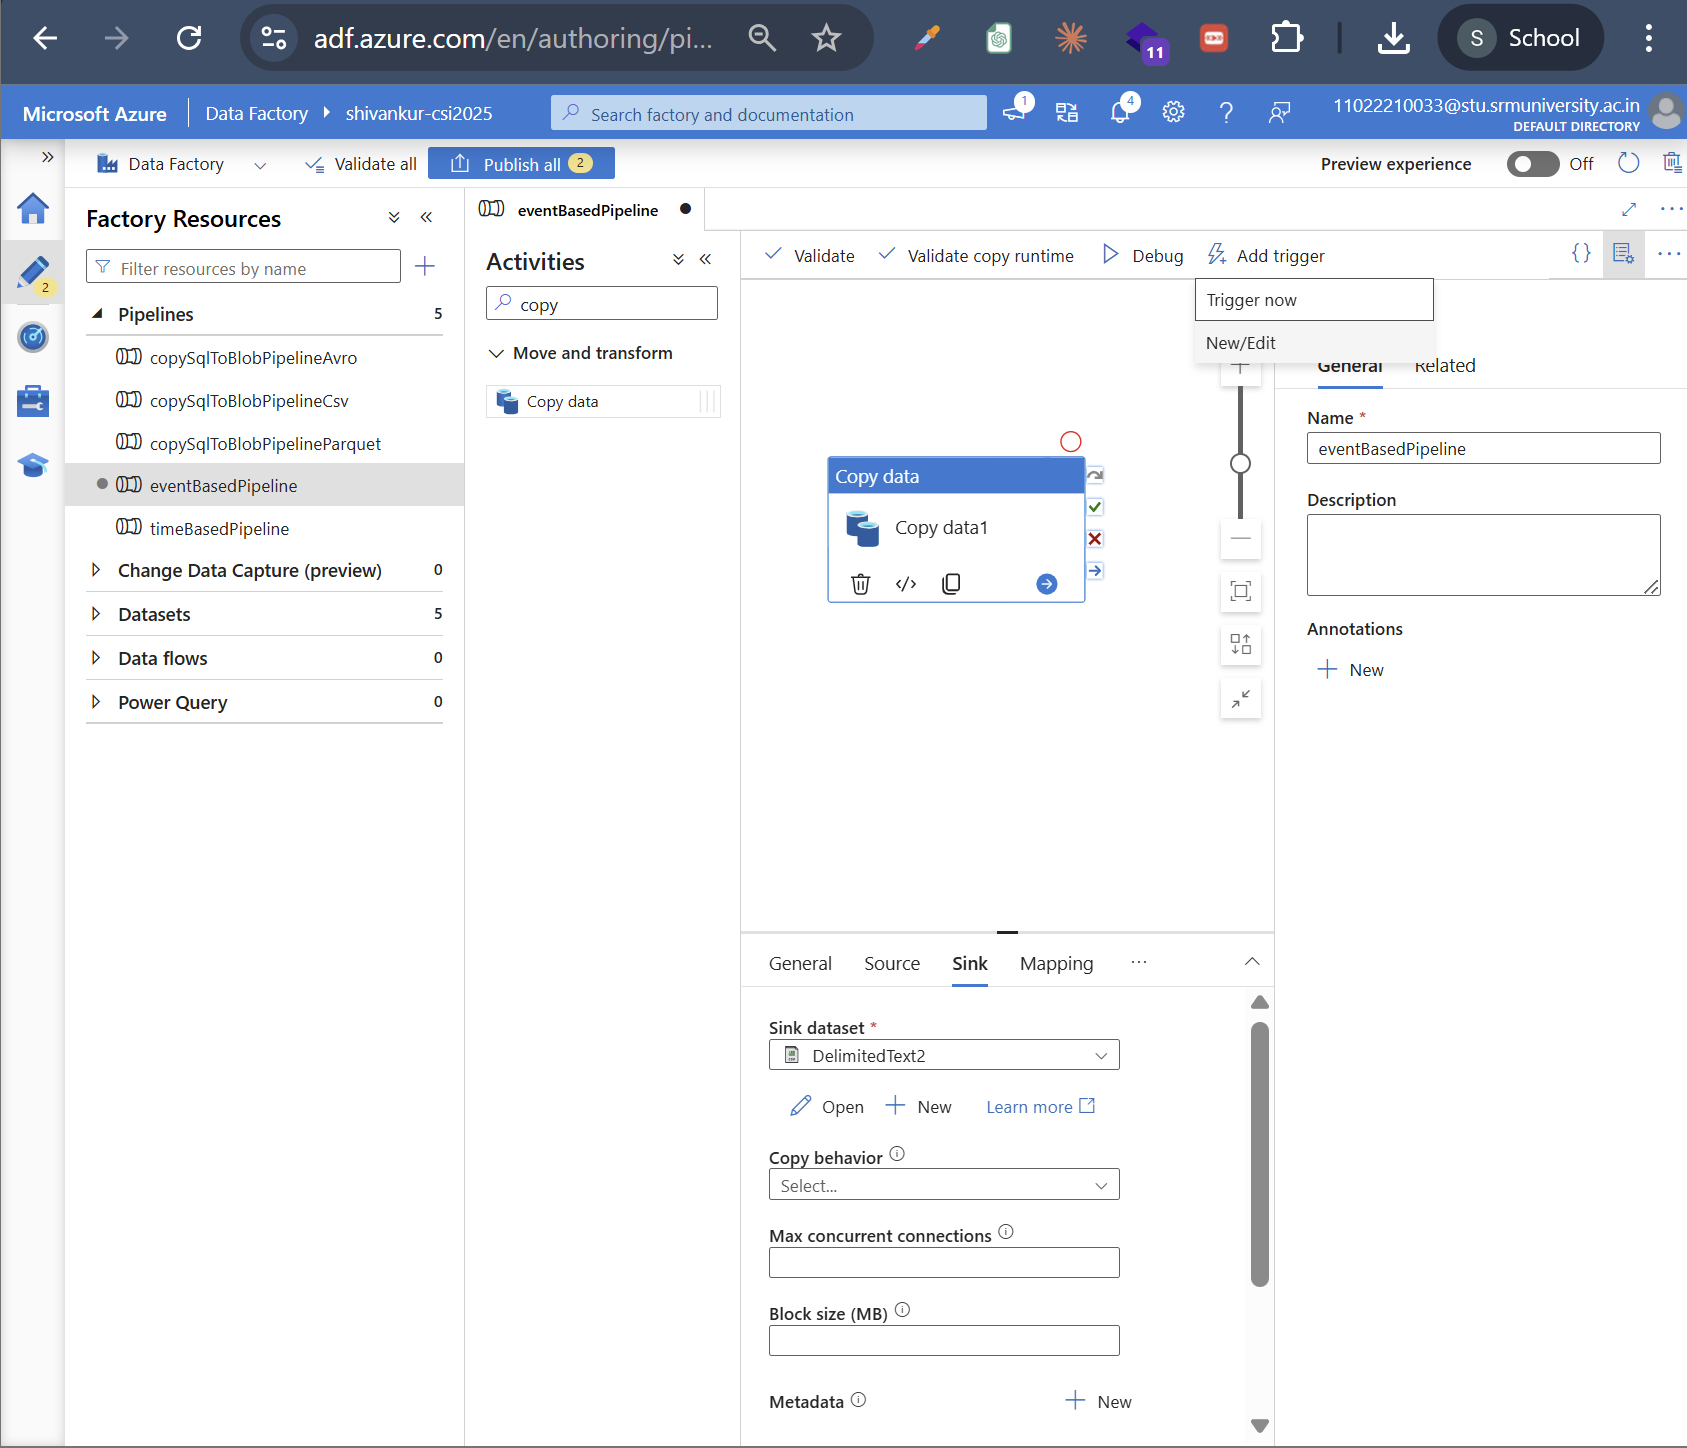 adf.azure.com/en/authoring/pi...
11
S School
Microsoft Azure
Data Factory
shivankur-csi2025
Search factory and documentation
1
4
11022210033@stu.srmuniversity.ac.in
DEFAULT DIRECTORY
Data Factory
Validate all
Publish all 2
Preview experience
Off
2
Factory Resources
Filter resources by name
Pipelines 5
copySqlToBlobPipelineAvro
copySqlToBlobPipelineCsv
copySqlToBlobPipelineParquet
eventBasedPipeline
timeBasedPipeline
Change Data Capture (preview) 0
Datasets 5
Data flows 0
Power Query 0
eventBasedPipeline
Activities
copy
Move and transform
Copy data
Validate
Validate copy runtime
Debug
Add trigger
Trigger now
New/Edit
Copy data
Copy data1
General Related
Name *
eventBasedPipeline
Description
Annotations
New
General Source Sink Mapping ...
Sink dataset *
DelimitedText2
Open
New
Learn more
Copy behavior
Select...
Max concurrent connections
Block size (MB)
Metadata
New